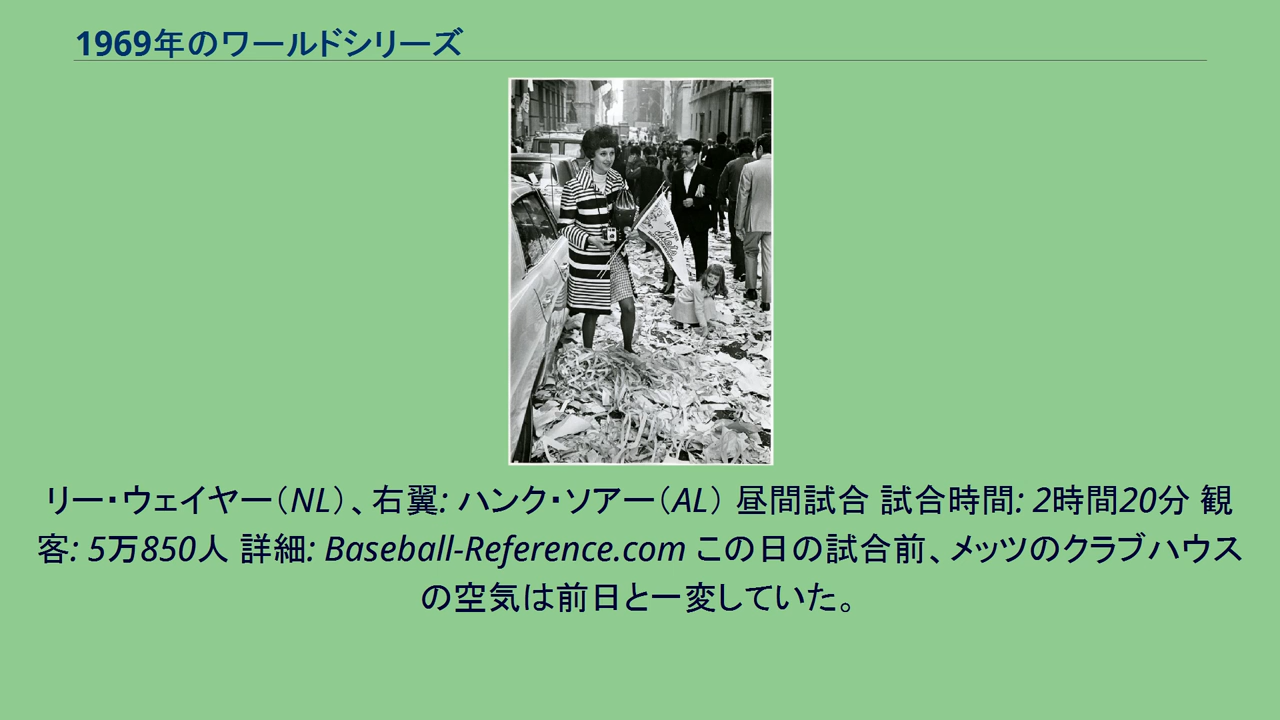 1969年のワールドシリーズ
リー・ウェイヤー（NL）、右翼: ハンク・ソアー（AL） 昼間試合 試合時間: 2時間20分 観
客: 5万850人 詳細: Baseball-Reference.com この日の試合前、メッツのクラブハウス
の空気は前日と一変していた。